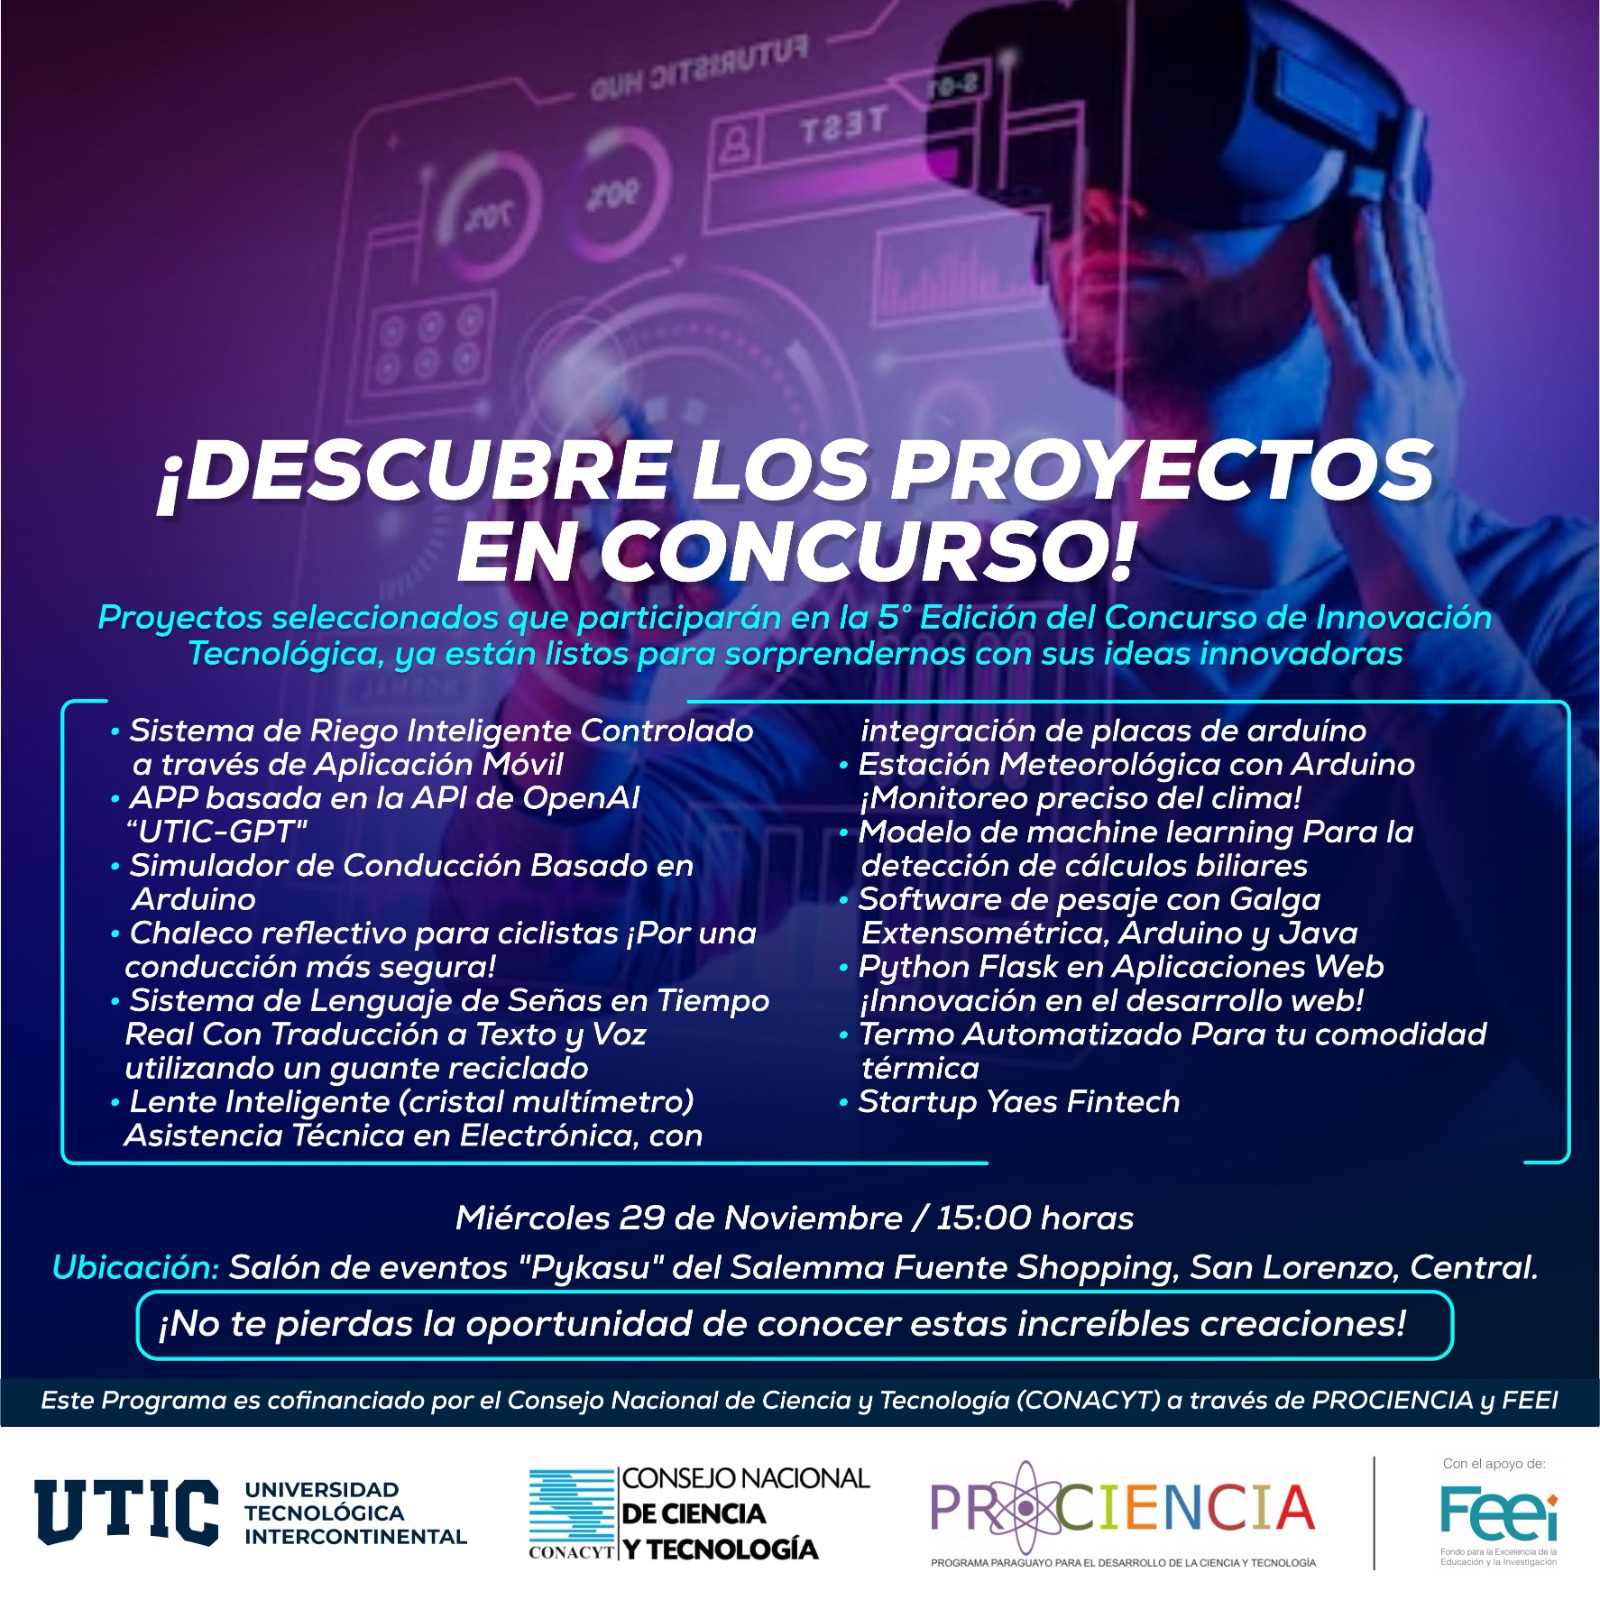 FUTURISTIC HUD
S-01
TEST
70%
90%
¡DESCUBRE LOS PROYECTOS
EN CONCURSO!
Proyectos seleccionados que participarán en la 5° Edición del Concurso de Innovación
Tecnológica, ya están listos para sorprendernos con sus ideas innovadoras
• Sistema de Riego Inteligente Controlado
a través de Aplicación Móvil
• APP basada en la API de OpenAI
“UTIC-GPT"
• Simulador de Conducción Basado en
Arduino
• Chaleco reflectivo para ciclistas ¡Por una
conducción más segura!
• Sistema de Lenguaje de Señas en Tiempo
Real Con Traducción a Texto y Voz
utilizando un guante reciclado
• Lente Inteligente (cristal multímetro)
Asistencia Técnica en Electrónica, con
integración de placas de arduíno
• Estación Meteorológica con Arduino
¡Monitoreo preciso del clima!
• Modelo de machine learning Para la
detección de cálculos biliares
• Software de pesaje con Galga
Extensométrica, Arduino y Java
• Python Flask en Aplicaciones Web
¡Innovación en el desarrollo web!
• Termo Automatizado Para tu comodidad
térmica
• Startup Yaes Fintech
Miércoles 29 de Noviembre / 15:00 horas
Ubicación: Salón de eventos "Pykasu" del Salemma Fuente Shopping, San Lorenzo, Central.
¡No te pierdas la oportunidad de conocer estas increíbles creaciones!
Este Programa es cofinanciado por el Consejo Nacional de Ciencia y Tecnología (CONACYT) a través de PROCIENCIA y FEEI
UTIC
UNIVERSIDAD
TECNOLÓGICA
INTERCONTINENTAL
CONACYT
CONSEJO NACIONAL
DE CIENCIA
Y TECNOLOGÍA
PROCIENCIA
PROGRAMA PARAGUAYO PARA EL DESARROLLO DE LA CIENCIA Y TECNOLOGÍA
Con el apoyo de:
Feei
Fondo para la Excelencia de la
Educación y la Investigación